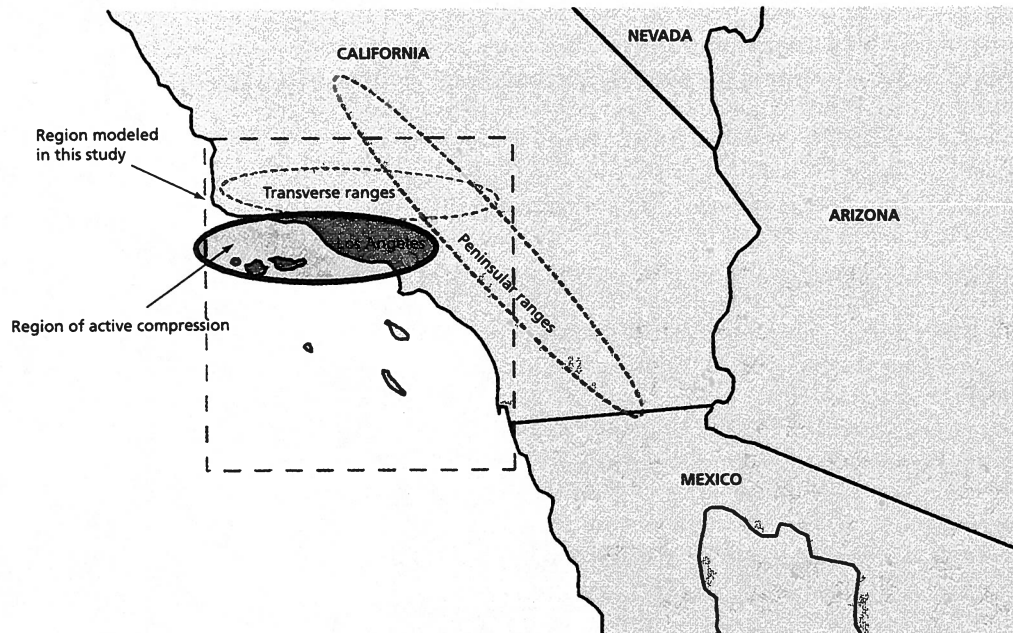 NEVADA
CALIFORNIA
Region modeled
in this study
Transverse ranges
ARIZONA
Los Angeles
Peninsular ranges
Region of active compression
MEXICO